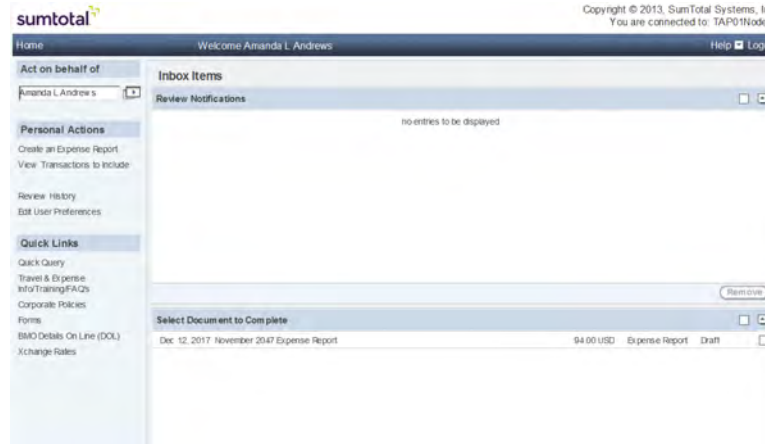 sumtotal
Copyright © 2013, SumTotal Systems, I
You are connected to: TAP01Node
Home
Welcome Amanda L Andrews
Help
Log
Act on behalf of
Amanda L Andrews
Personal Actions
Create an Expense Report
View Transactions to Include
Review History
Edit User Preferences
Quick Links
Quick Query
Travel & Expense
Info/Training/FAQ's
Corporate Policies
Forms
BMO Details On Line (DOL)
Xchange Rates
Inbox Items
Review Notifications
no entries to be displayed
Remove
Select Document to Complete
Dec 12, 2017 November 2047 Expense Report 94.00 USD Expense Report Draft